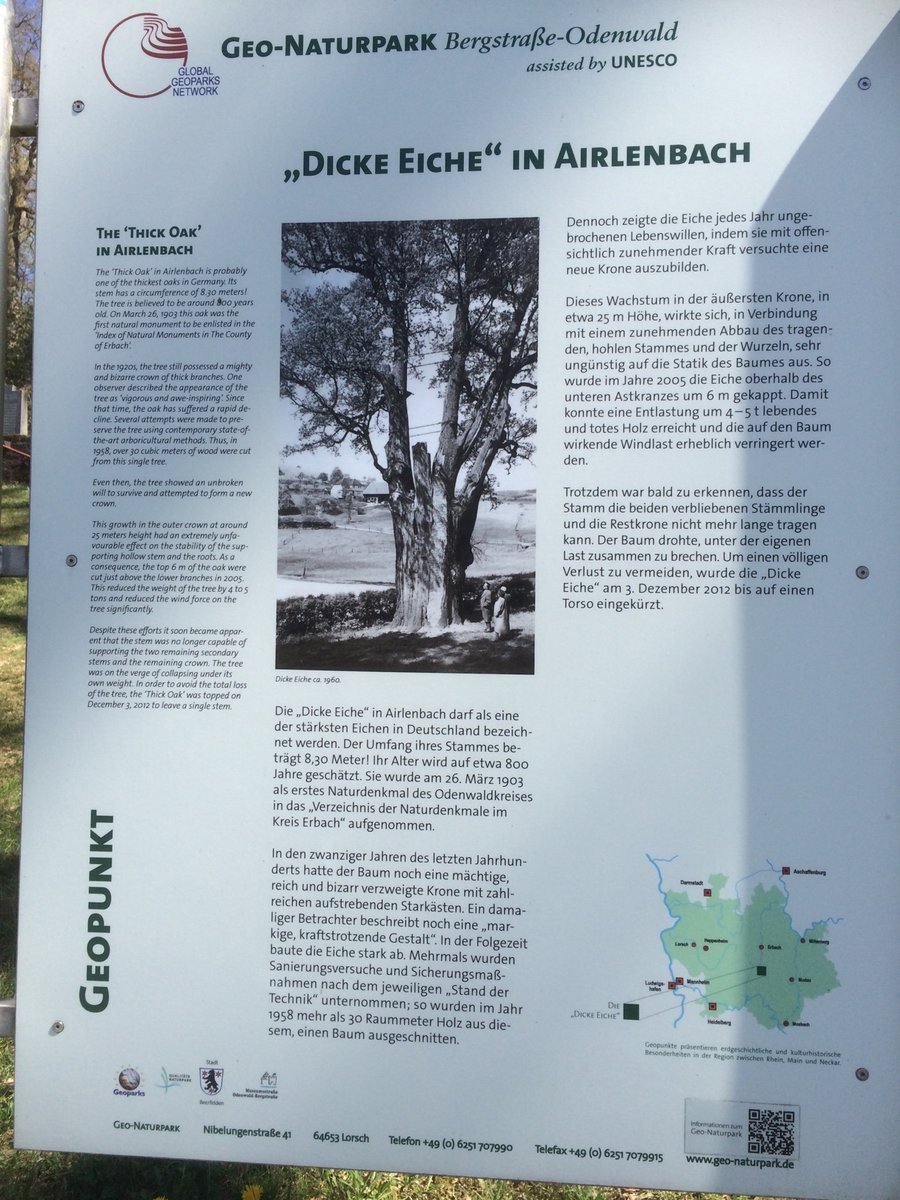 GLOBAL
GEOPARKS
NETWORK
GEO-NATURPARK Bergstraße-Odenwald
assisted by UNESCO
„DICKE EICHE“ IN AIRLENBACH
THE ‘THICK OAK’
IN AIRLENBACH
The ‘Thick Oak’ in Airlenbach is probably
one of the thickest oaks in Germany. Its
stem has a circumference of 8.30 meters!
The tree is believed to be around 800 years
old. On March 26, 1903 this oak was the
first natural monument to be enlisted in the
‘Index of Natural Monuments in The County
of Erbach’.
In the 1920s, the tree still possessed a mighty
and bizarre crown of thick branches. One
observer described the appearance of the
tree as ‘vigorous and awe-inspiring’. Since
that time, the oak has suffered a rapid de-
cline. Several attempts were made to pre-
serve the tree using contemporary state-of-
the-art arboricultural methods. Thus, in
1958, over 30 cubic meters of wood were cut
from this single tree.
Even then, the tree showed an unbroken
will to survive and attempted to form a new
crown.
This growth in the outer crown at around
25 meters height had an extremely unfa-
vourable effect on the stability of the sup-
porting hollow stem and the roots. As a
consequence, the top 6 m of the oak were
cut just above the lower branches in 2005.
This reduced the weight of the tree by 4 to 5
tons and reduced the wind force on the
tree significantly.
Despite these efforts it soon became appar-
ent that the stem was no longer capable of
supporting the two remaining secondary
stems and the remaining crown. The tree
was on the verge of collapsing under its
own weight. In order to avoid the total loss
of the tree, the ‘Thick Oak’ was topped on
December 3, 2012 to leave a single stem.
Dicke Eiche ca. 1960.
Die „Dicke Eiche“ in Airlenbach darf als eine
der stärksten Eichen in Deutschland bezeich-
net werden. Der Umfang ihres Stammes be-
trägt 8,30 Meter! Ihr Alter wird auf etwa 800
Jahre geschätzt. Sie wurde am 26. März 1903
als erstes Naturdenkmal des Odenwaldkreises
in das „Verzeichnis der Naturdenkmale im
Kreis Erbach“ aufgenommen.
In den zwanziger Jahren des letzten Jahrhun-
derts hatte der Baum noch eine mächtige,
reich und bizarr verzweigte Krone mit zahl-
reichen aufstrebenden Starkästen. Ein dama-
liger Betrachter beschreibt noch eine „mar-
kige, kraftstrotzende Gestalt“. In der Folgezeit
baute die Eiche stark ab. Mehrmals wurden
Sanierungsversuche und Sicherungsmaß-
nahmen nach dem jeweiligen „Stand der
Technik“ unternommen; so wurden im Jahr
1958 mehr als 30 Raummeter Holz aus die-
sem, einen Baum ausgeschnitten.
Dennoch zeigte die Eiche jedes Jahr unge-
brochenen Lebenswillen, indem sie mit offen-
sichtlich zunehmender Kraft versuchte eine
neue Krone auszubilden.
Dieses Wachstum in der äußersten Krone, in
etwa 25 m Höhe, wirkte sich, in Verbindung
mit einem zunehmenden Abbau des tragen-
den, hohlen Stammes und der Wurzeln, sehr
ungünstig auf die Statik des Baumes aus. So
wurde im Jahre 2005 die Eiche oberhalb des
unteren Astkranzes um 6 m gekappt. Damit
konnte eine Entlastung um 4 – 5 t lebendes
und totes Holz erreicht und die auf den Baum
wirkende Windlast erheblich verringert wer-
den.
Trotzdem war bald zu erkennen, dass der
Stamm die beiden verbliebenen Stämmlinge
und die Restkrone nicht mehr lange tragen
kann. Der Baum drohte, unter der eigenen
Last zusammen zu brechen. Um einen völligen
Verlust zu vermeiden, wurde die „Dicke
Eiche“ am 3. Dezember 2012 bis auf einen
Torso eingekürzt.
GEOPUNKT
Aschaffenburg
Darmstadt
Lorsch
Heppenheim
Erbach
Miltenberg
Ludwigs-
hafen
Mannheim
Buchen
Heidelberg
Mosbach
DIE
„DICKE EICHE“
Geopunkte präsentieren erdgeschichtliche und kulturhistorische
Besonderheiten in der Region zwischen Rhein, Main und Neckar.
Geoparks
QUALITÄTS
NATURPARK
Stadt
Beerfelden
Museumsstraße
Odenwald-Bergstraße
Informationen zum
Geo-Naturpark
GEO-NATURPARK Nibelungenstraße 41 64653 Lorsch Telefon +49 (0) 6251 707990 Telefax +49 (0) 6251 7079915 www.geo-naturpark.de